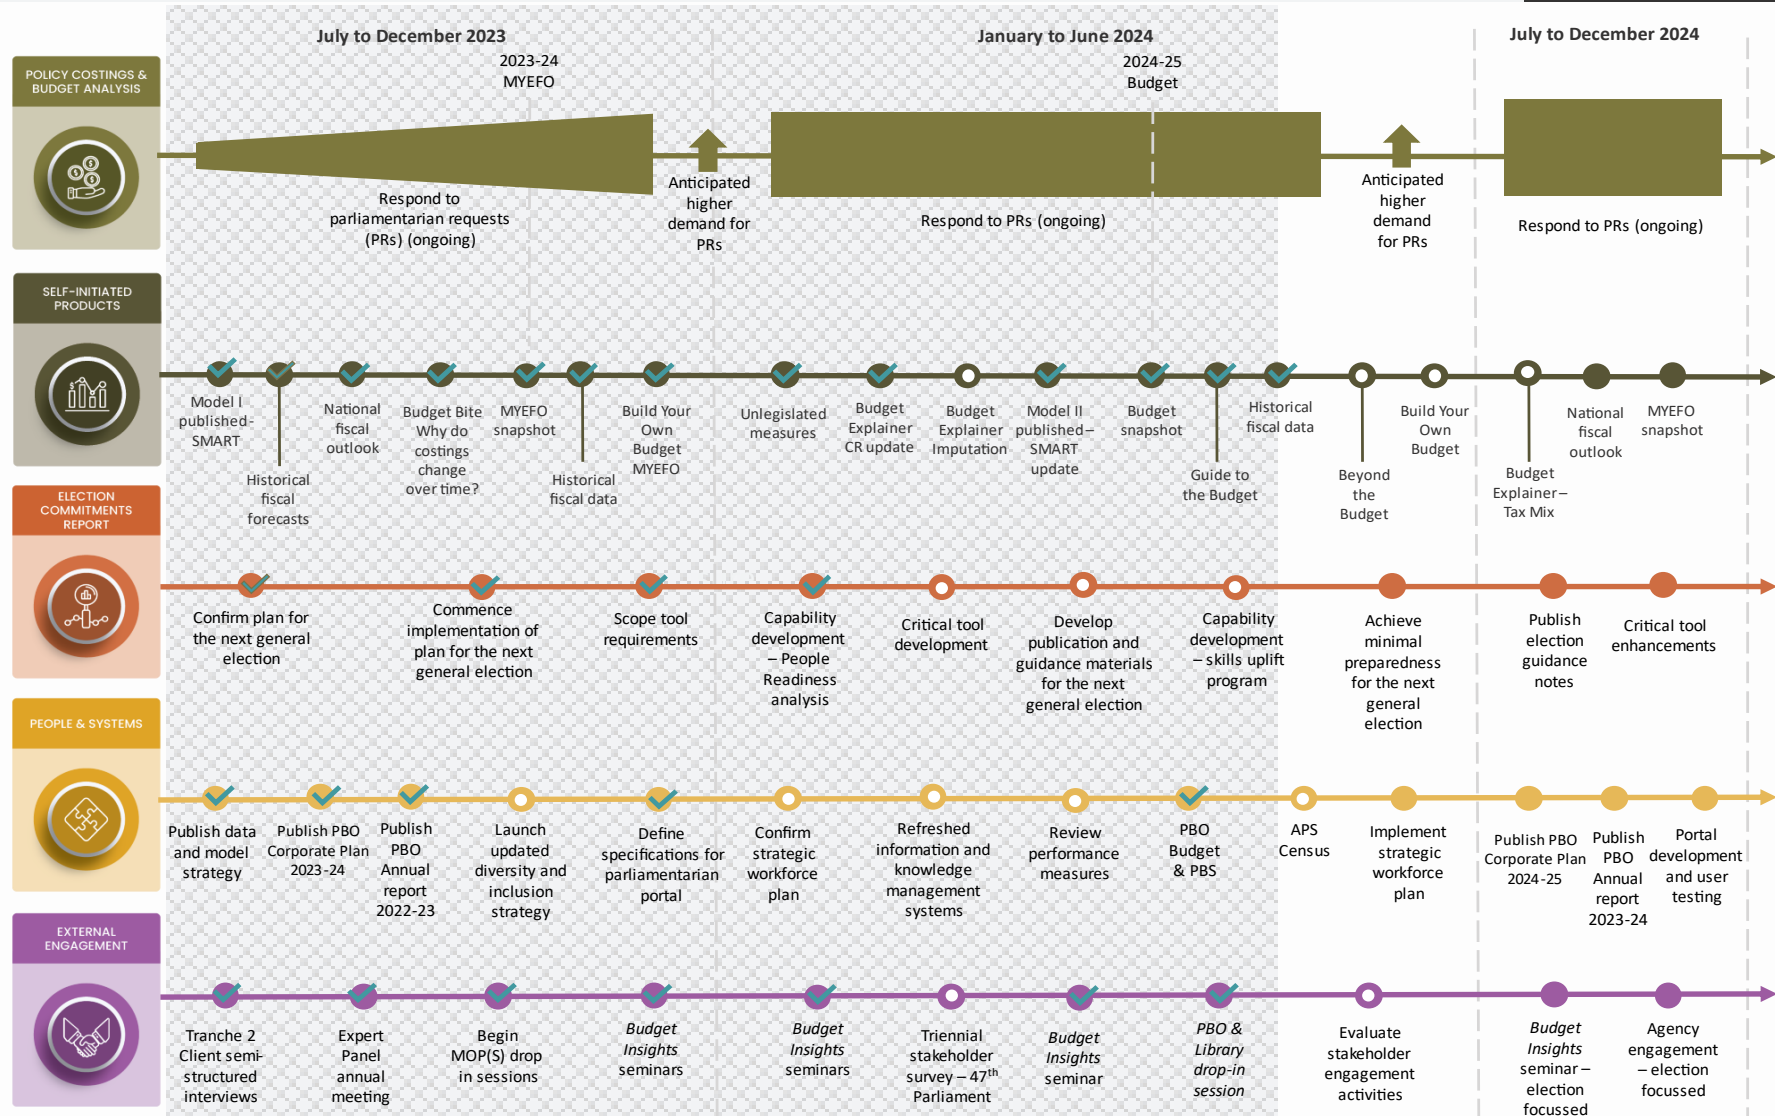 July to December 2023
January to June 2024
July to December 2024
2023-24
MYEFO
2024-25
Budget
POLICY COSTINGS &
BUDGET ANALYSIS
Respond to
parliamentarian requests
(PRs) (ongoing)
Anticipated
higher
demand for
PRs
Respond to PRs (ongoing)
Anticipated
higher
demand
for PRs
Respond to PRs (ongoing)
SELF-INITIATED
PRODUCTS
Model I
published-
SMART
Historical
fiscal
forecasts
National
fiscal
outlook
Budget Bite
Why do
costings
change
over time?
MYEFO
snapshot
Historical
fiscal data
Build Your
Own
Budget
MYEFO
Unlegislated
measures
Budget
Explainer
CR update
Budget
Explainer
Imputation
Model II
published–
SMART
update
Budget
snapshot
Guide to
the Budget
Historical
fiscal data
Beyond
the
Budget
Build Your
Own
Budget
Budget
Explainer–
Tax Mix
National
fiscal
outlook
MYEFO
snapshot
ELECTION
COMMITMENTS
REPORT
Confirm plan for
the next general
election
Commence
implementation of
plan for the next
general election
Scope tool
requirements
Capability
development
– People
Readiness
analysis
Critical tool
development
Develop
publication and
guidance materials
for the next
general election
Capability
development
– skills uplift
program
Achieve
minimal
preparedness
for the next
general
election
Publish
election
guidance
notes
Critical tool
enhancements
PEOPLE & SYSTEMS
Publish data
and model
strategy
Publish PBO
Corporate Plan
2023-24
Publish
PBO
Annual
report
2022-23
Launch
updated
diversity and
inclusion
strategy
Define
specifications for
parliamentarian
portal
Confirm
strategic
workforce
plan
Refreshed
information and
knowledge
management
systems
Review
performance
measures
PBO
Budget
& PBS
APS
Census
Implement
strategic
workforce
plan
Publish PBO
Corporate Plan
2024-25
Publish
PBO
Annual
report
2023-24
Portal
development
and user
testing
EXTERNAL
ENGAGEMENT
Tranche 2
Client semi-
structured
interviews
Expert
Panel
annual
meeting
Begin
MOP(S) drop
in sessions
Budget
Insights
seminars
Budget
Insights
seminars
Triennial
stakeholder
survey – 47th
Parliament
Budget
Insights
seminar
PBO &
Library
drop-in
session
Evaluate
stakeholder
engagement
activities
Budget
Insights
seminar –
election
focussed
Agency
engagement
– election
focussed